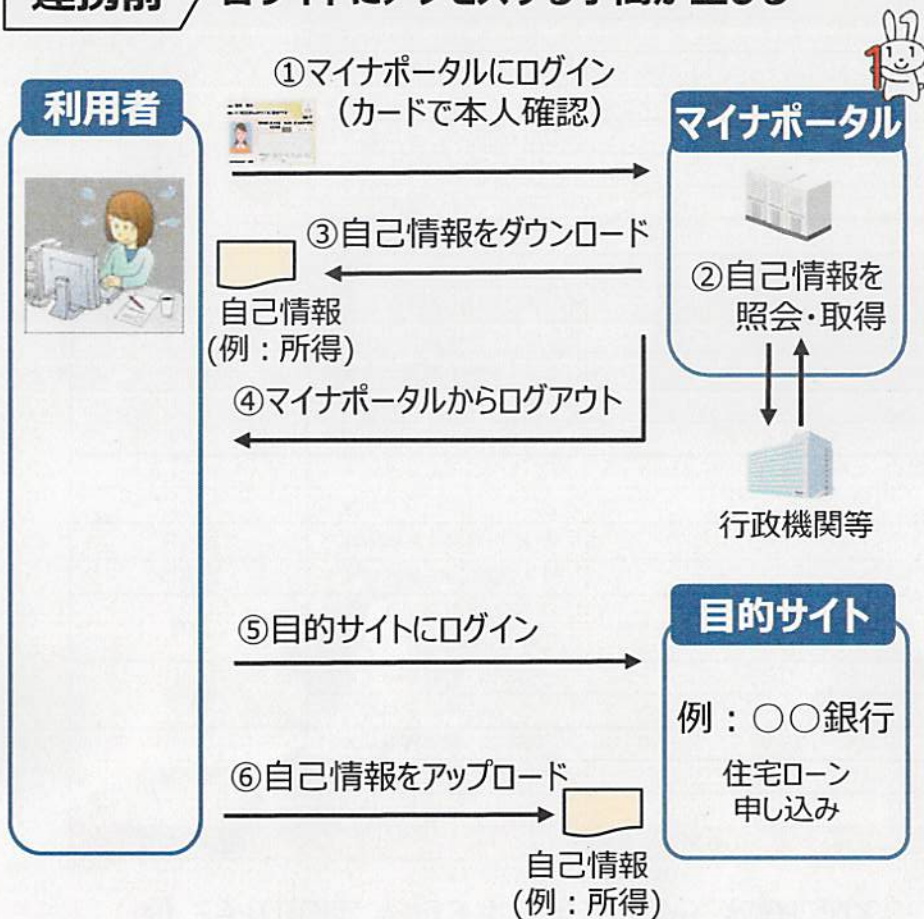 利用者
①マイナポータルにログイン
(カードで本人確認)
マイナポータル
②自己情報を
照会・取得
③自己情報をダウンロード
自己情報
(例：所得)
④マイナポータルからログアウト
行政機関等
⑤目的サイトにログイン
目的サイト
例：○○銀行
住宅ローン
申し込み
⑥自己情報をアップロード
自己情報
(例：所得)